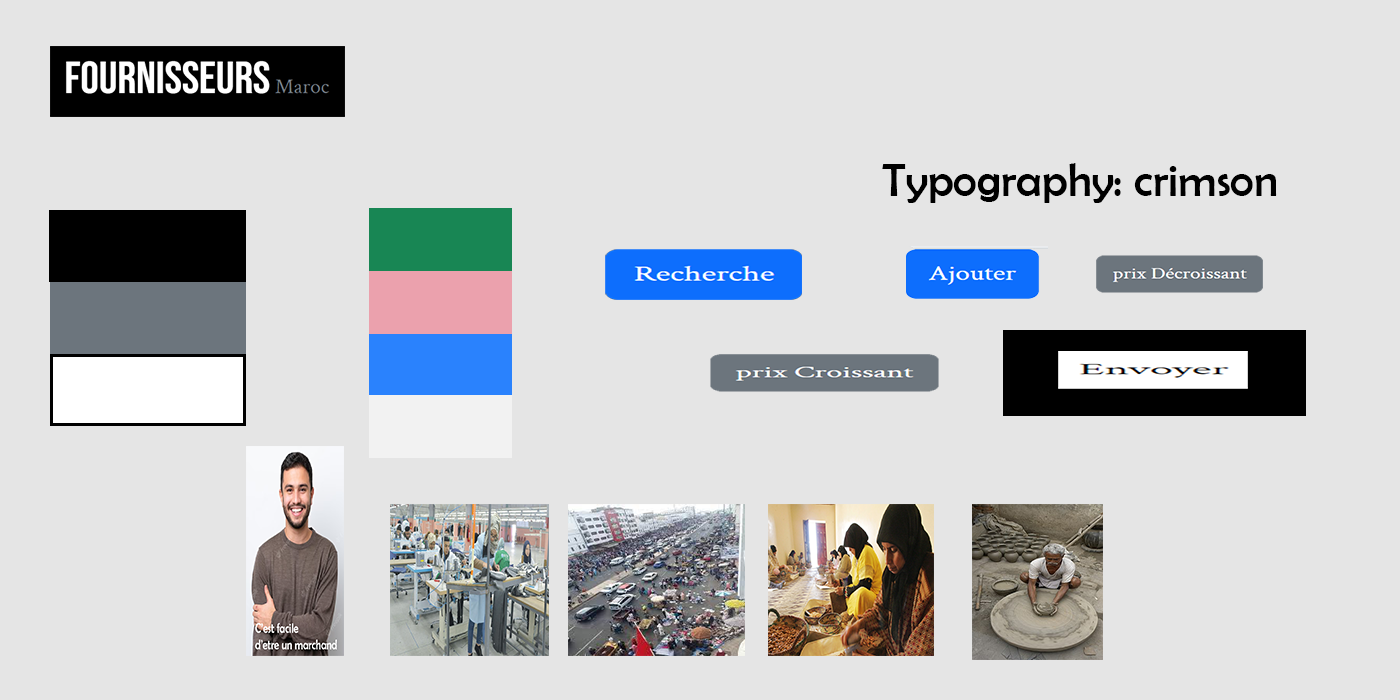 FOURNISSEURS Maroc
Typography: crimson
Recherche
Ajouter
prix Décroissant
prix Croissant
Envoyer
C'est facile
d'etre un marchand